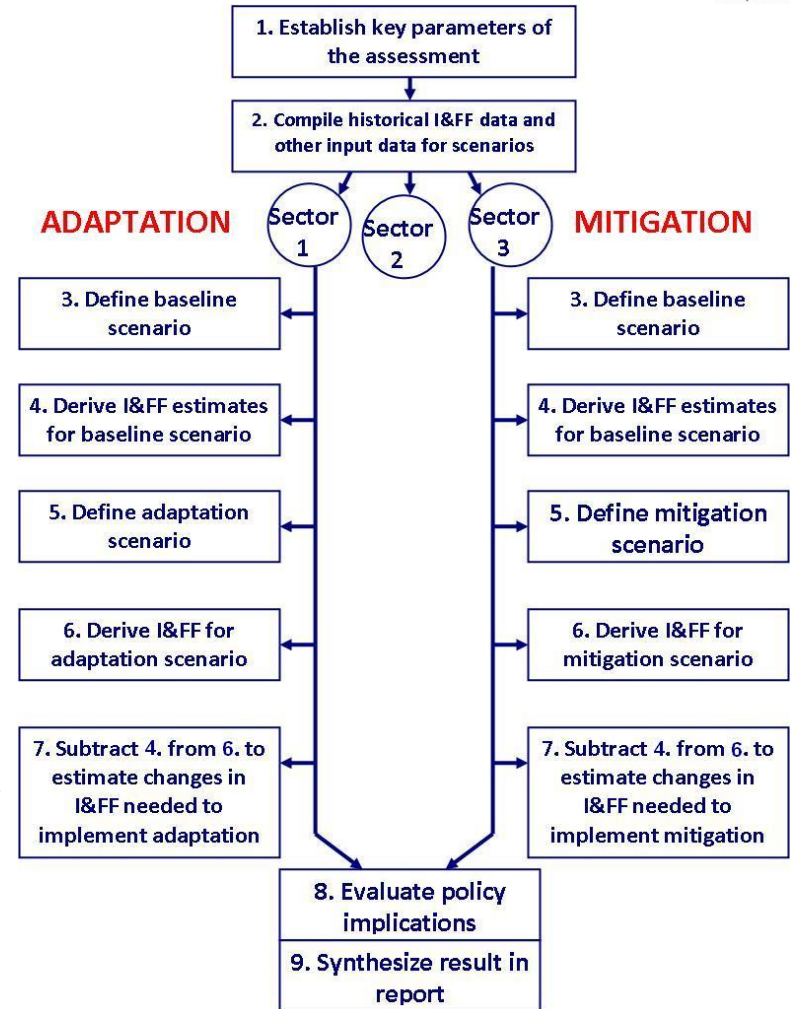 1. Establish key parameters of
the assessment
2. Compile historical I&FF data and
other input data for scenarios
ADAPTATION
Sector
1
Sector
2
Sector
3
MITIGATION
3. Define baseline
scenario
4. Derive I&FF estimates
for baseline scenario
5. Define adaptation
scenario
6. Derive I&FF for
adaptation scenario
7. Subtract 4. from 6. to
estimate changes in
I&FF needed to
implement adaptation
3. Define baseline
scenario
4. Derive I&FF estimates
for baseline scenario
5. Define mitigation
scenario
6. Derive I&FF for
mitigation scenario
7. Subtract 4. from 6. to
estimate changes in
I&FF needed to
implement mitigation
8. Evaluate policy
implications
9. Synthesize result in
report